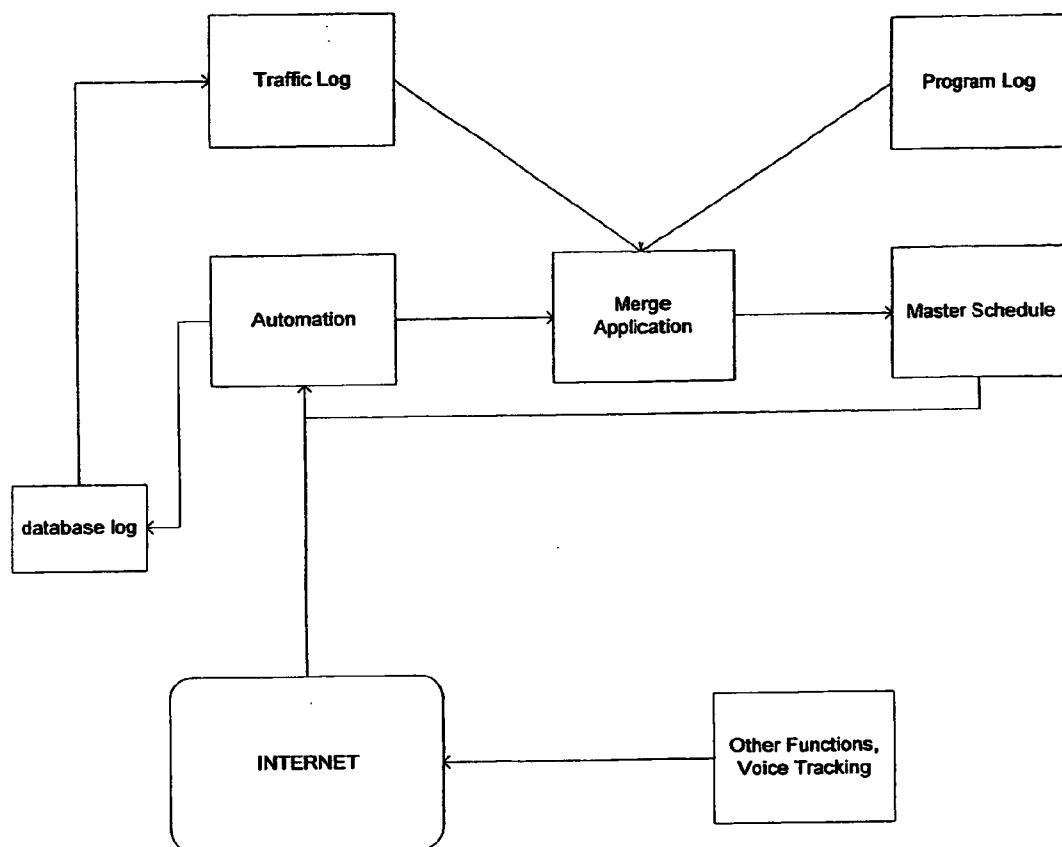 Traffic Log
Program Log
Automation
Merge
Application
Master Schedule
database log
INTERNET
Other Functions,
Voice Tracking